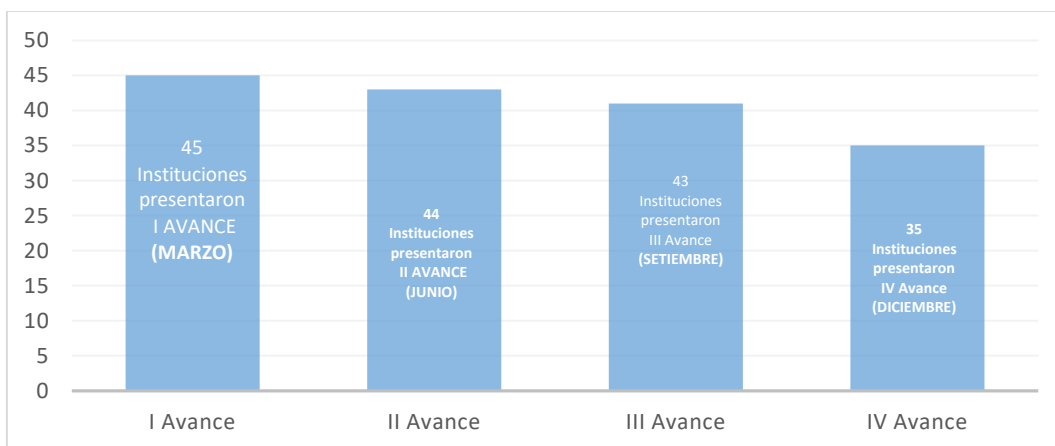 50
45
40
35
30
25
20
15
10
5
0
45
Instituciones
presentaron
I AVANCE
(MARZO)
44
Instituciones
presentaron
II AVANCE
(JUNIO)
43
Instituciones
presentaron
III Avance
(SETIEMBRE)
35
Instituciones
presentaron
IV Avance
(DICIEMBRE)
I Avance
II Avance
III Avance
IV Avance